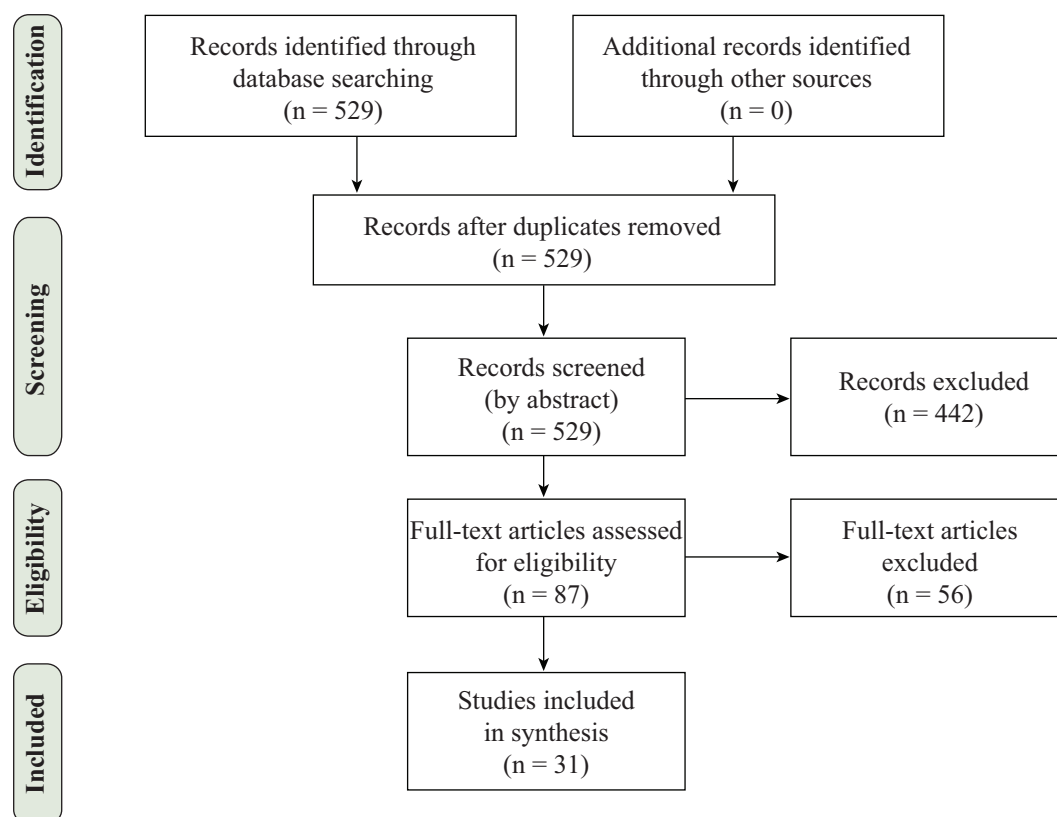 Identification
Records identified through
database searching
(n = 529)
Additional records identified
through other sources
(n = 0)
Screening
Records after duplicates removed
(n = 529)
Records screened
(by abstract)
(n = 529)
Records excluded
(n = 442)
Eligibility
Full-text articles assessed
for eligibility
(n = 87)
Full-text articles
excluded
(n = 56)
Included
Studies included
in synthesis
(n = 31)